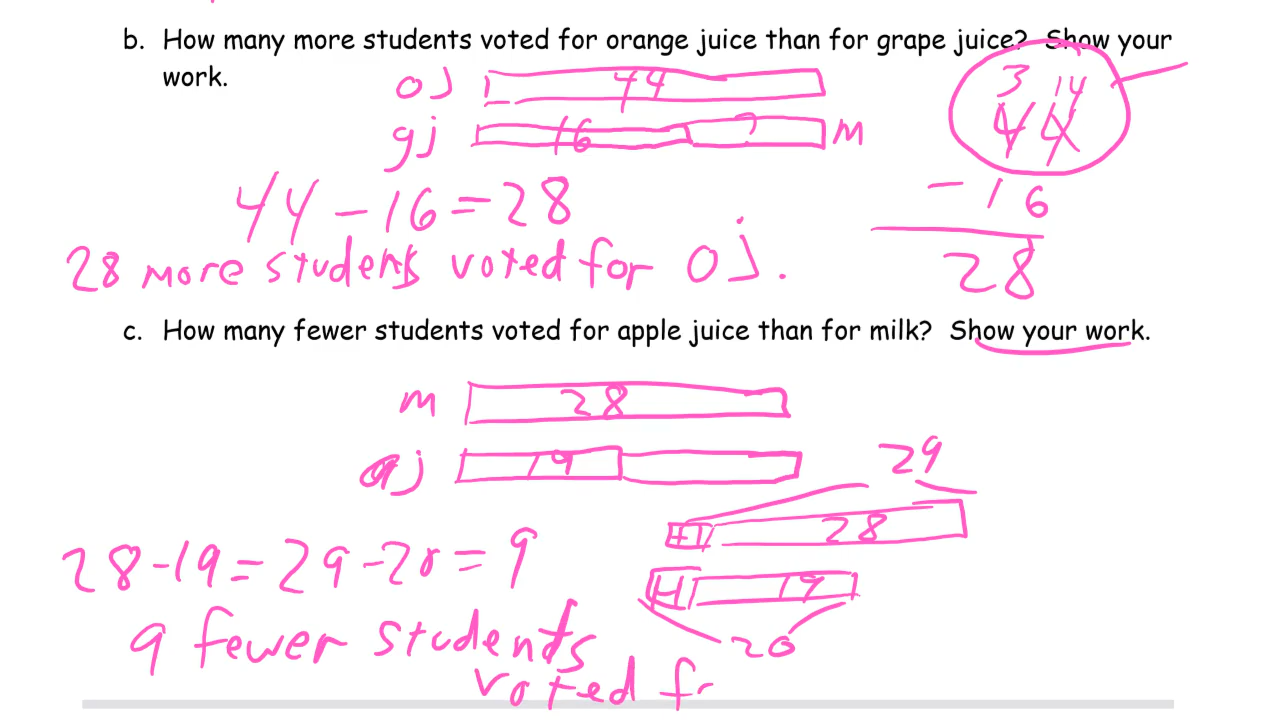 b. How many more students voted for orange juice than for grape juice? Show your
work.
oj 44
gj 16 ? m
3 14
44
- 16
28
44 - 16 = 28
28 more students voted for oj.
c. How many fewer students voted for apple juice than for milk? Show your work.
m 28
aj 19
29
+1 28
+1 19
20
28 - 19 = 29 - 20 = 9
9 fewer students
voted fo